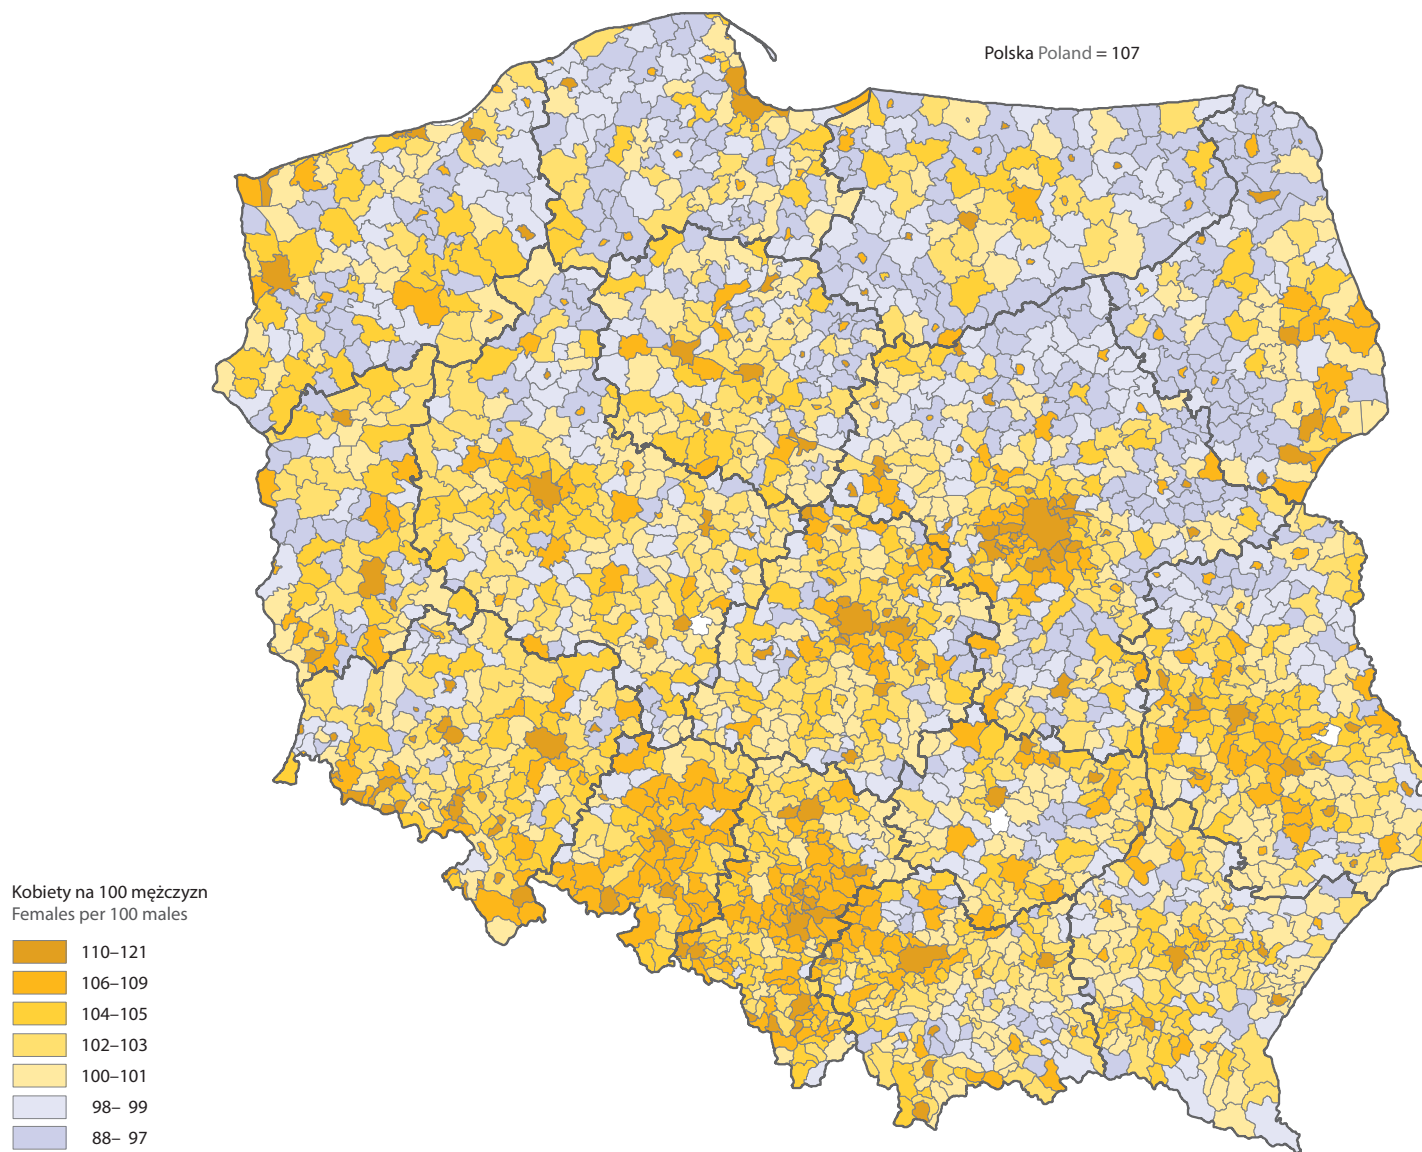 Polska Poland = 107
Kobiety na 100 mężczyzn
Females per 100 males
110–121
106–109
104–105
102–103
100–101
98– 99
88– 97